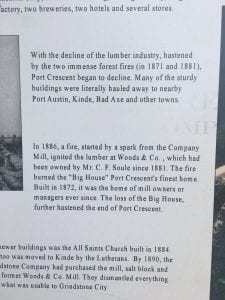 factory, two breweries, two hotels and several stores.
With the decline of the lumber industry, hastened
by the two immense forest fires (in 1871 and 1881),
Port Crescent began to decline. Many of the sturdy
buildings were literally hauled away to nearby
Port Austin, Kinde, Bad Axe and other towns.
In 1886, a fire, started by a spark from the Company
Mill, ignited the lumber at Woods & Co. , which had
been owned by Mr. C. F. Soule since 1881. The fire
burned the "Big House" Port Crescent's finest home.
Built in 1872, it was the home of mill owners or
managers ever since. The loss of the Big House,
further hastened the end of Port Crescent.
newer buildings was the All Saints Church built in 1884.
too was moved to Kinde by the Lutherans. By 1890, the
dstone Company had purchased the mill, salt block and
former Woods & Co. Mill. They dismantled everything
what was usable to Grindstone City.